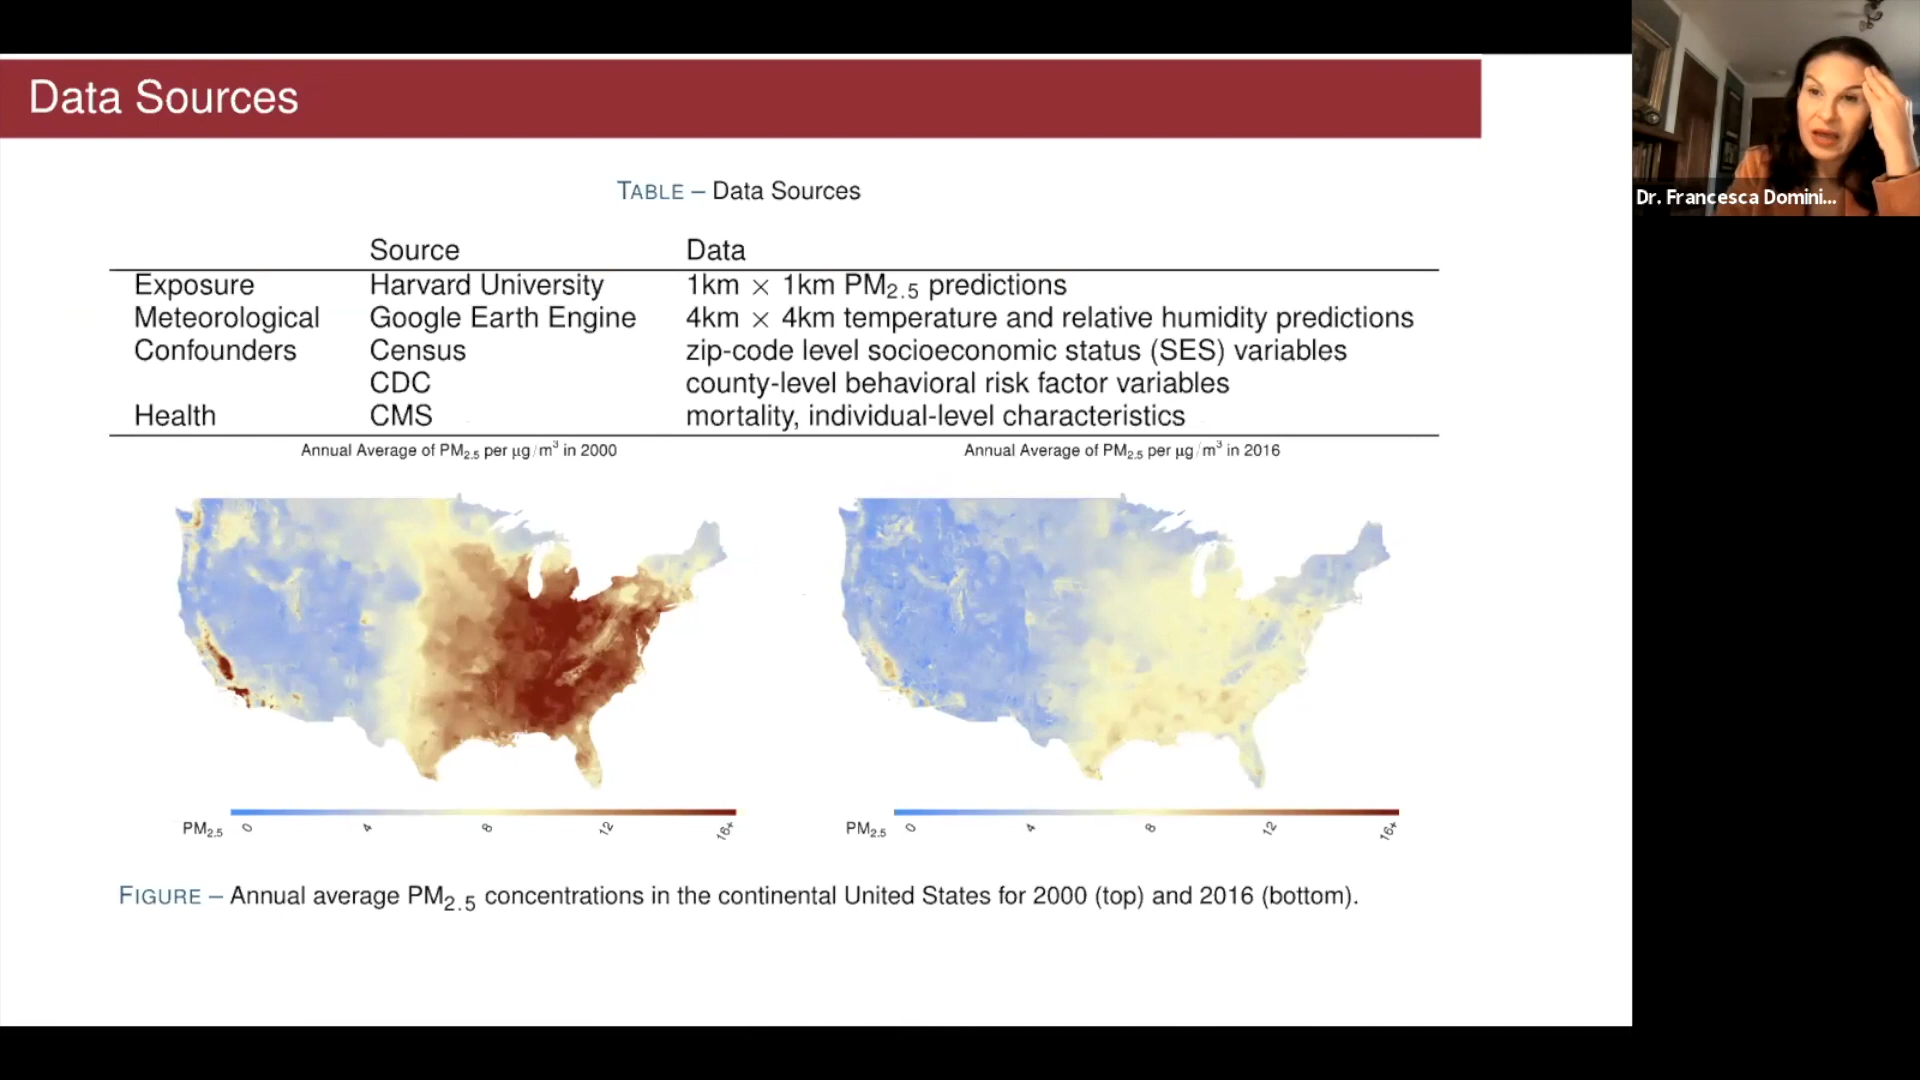 Data Sources
TABLE – Data Sources
Source Data
Exposure Harvard University 1km × 1km PM2.5 predictions
Meteorological Google Earth Engine 4km × 4km temperature and relative humidity predictions
Confounders Census zip-code level socioeconomic status (SES) variables
CDC county-level behavioral risk factor variables
Health CMS mortality, individual-level characteristics
Annual Average of PM2.5 per µg/m³ in 2000
Annual Average of PM2.5 per µg/m³ in 2016
PM2.5 0 4 8 12 16+
PM2.5 0 4 8 12 16+
FIGURE – Annual average PM2.5 concentrations in the continental United States for 2000 (top) and 2016 (bottom).
Dr. Francesca Domini...